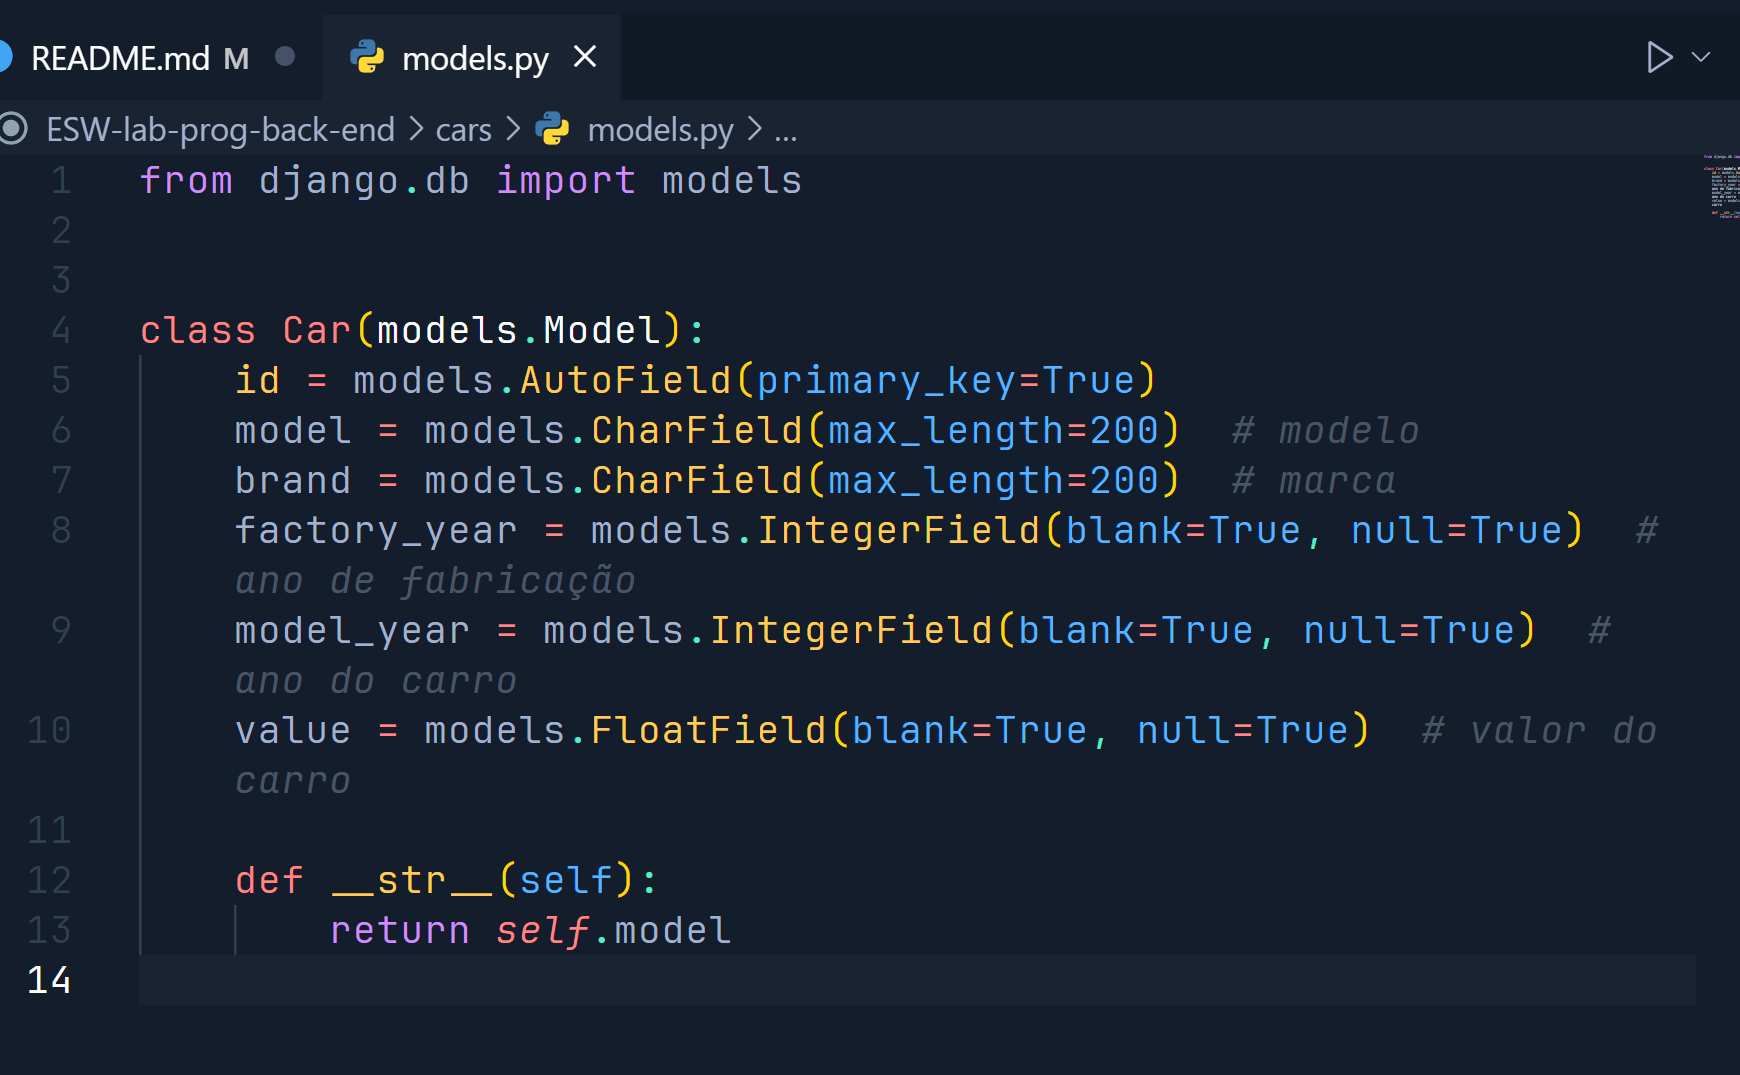 README.md M
models.py
ESW-lab-prog-back-end > cars > models.py > ...
1 from django.db import models
2
3
4 class Car(models.Model):
5 id = models.AutoField(primary_key=True)
6 model = models.CharField(max_length=200)  # modelo
7 brand = models.CharField(max_length=200)  # marca
8 factory_year = models.IntegerField(blank=True, null=True)  #
ano de fabricação
9 model_year = models.IntegerField(blank=True, null=True)  #
ano do carro
10 value = models.FloatField(blank=True, null=True)  # valor do
carro
11
12 def __str__(self):
13 return self.model
14